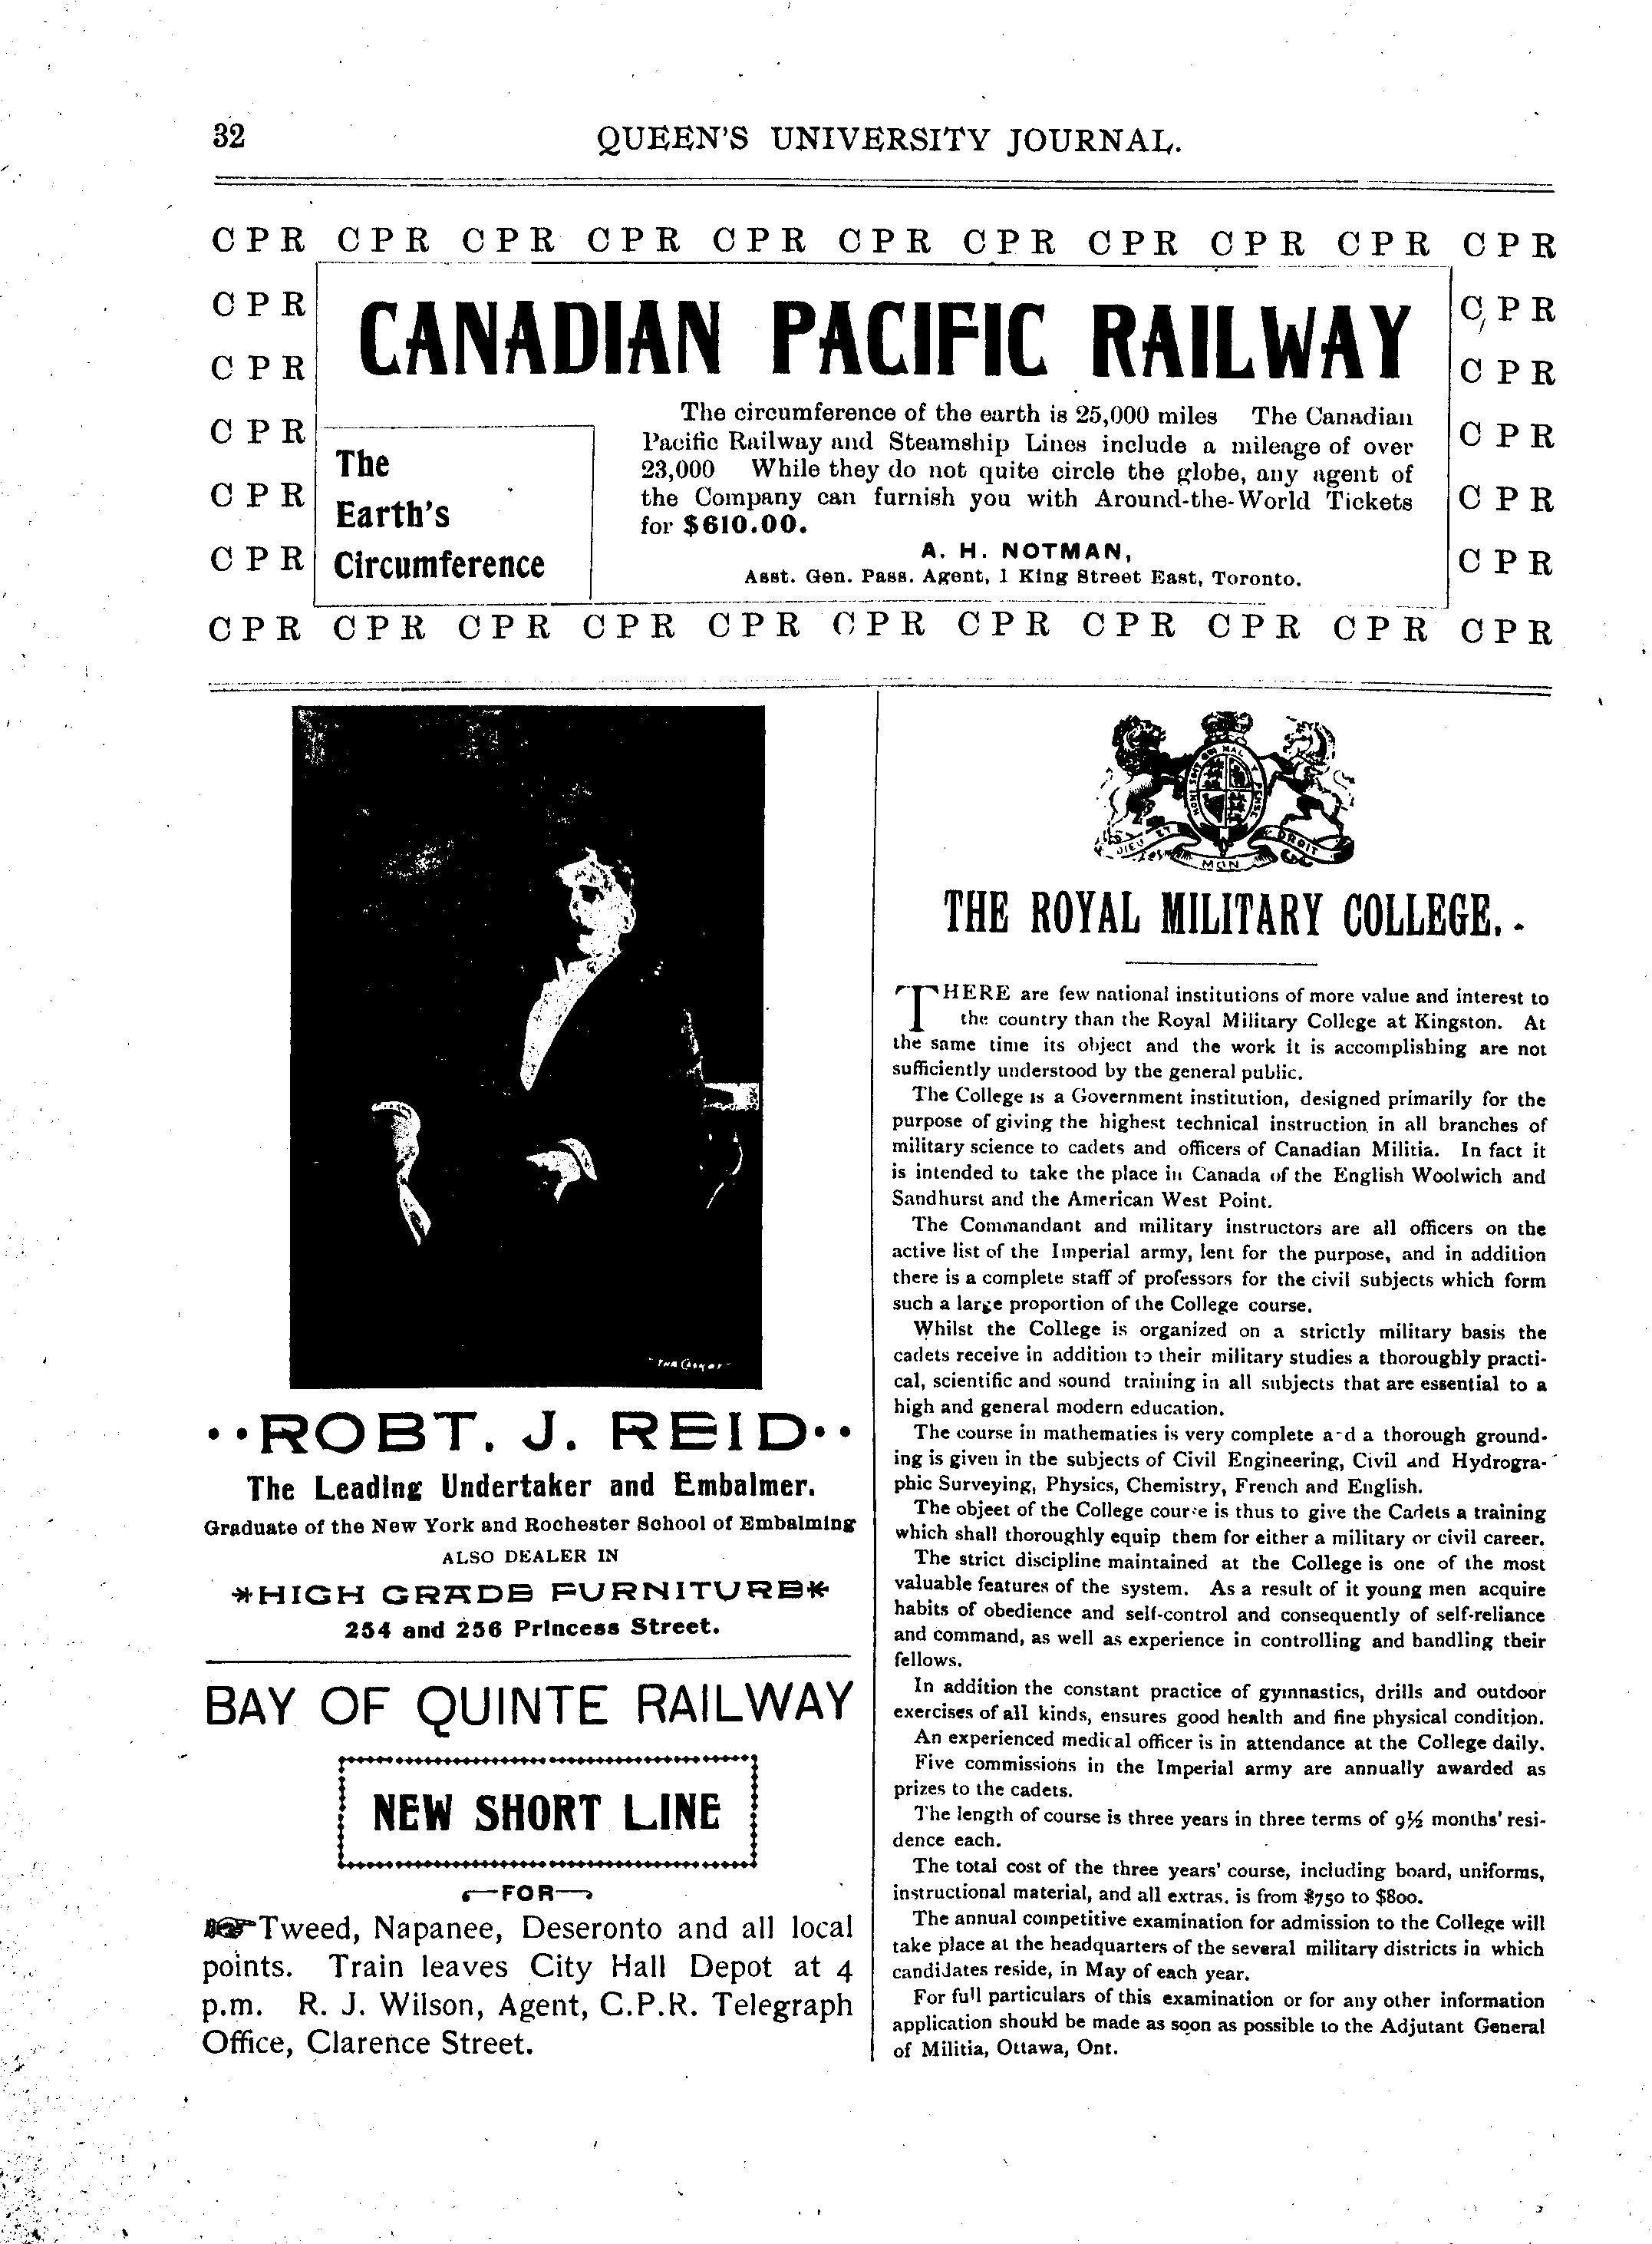 32 QUEEN'S UNIVERSITY JOURNAL.
CPR CPR CPR CPR CPR CPR CPR CPR CPR CPR CPR
CPR CANADIAN PACIFIC RAILWAY CPR
CPR CPR
CPR CPR
CPR CPR
CPR CPR
The
Earth's
Circumference
The circumference of the earth is 25,000 miles The Canadian
Pacific Railway and Steamship Lines include a mileage of over
23,000 While they do not quite circle the globe, any agent of
the Company can furnish you with Around-the-World Tickets
for $610.00.
A. H. NOTMAN,
Asst. Gen. Pass. Agent, 1 King Street East, Toronto.
CPR CPR CPR CPR CPR CPR CPR CPR CPR CPR CPR
··ROBT. J. REID··
The Leading Undertaker and Embalmer.
Graduate of the New York and Rochester School of Embalming
ALSO DEALER IN
*HIGH GRADE FURNITURE*
254 and 256 Princess Street.
BAY OF QUINTE RAILWAY
NEW SHORT LINE
FOR
☞Tweed, Napanee, Deseronto and all local
points. Train leaves City Hall Depot at 4
p.m. R. J. Wilson, Agent, C.P.R. Telegraph
Office, Clarence Street.
DIEU ET MON DROIT
THE ROYAL MILITARY COLLEGE.
THERE are few national institutions of more value and interest to
the country than the Royal Military College at Kingston. At
the same time its object and the work it is accomplishing are not
sufficiently understood by the general public.
The College is a Government institution, designed primarily for the
purpose of giving the highest technical instruction in all branches of
military science to cadets and officers of Canadian Militia. In fact it
is intended to take the place in Canada of the English Woolwich and
Sandhurst and the American West Point.
The Commandant and military instructors are all officers on the
active list of the Imperial army, lent for the purpose, and in addition
there is a complete staff of professors for the civil subjects which form
such a large proportion of the College course.
Whilst the College is organized on a strictly military basis the
cadets receive in addition to their military studies a thoroughly practi-
cal, scientific and sound training in all subjects that are essential to a
high and general modern education.
The course in mathematies is very complete a-d a thorough ground-
ing is given in the subjects of Civil Engineering, Civil and Hydrogra-
phic Surveying, Physics, Chemistry, French and English.
The objeet of the College course is thus to give the Cadets a training
which shall thoroughly equip them for either a military or civil career.
The strict discipline maintained at the College is one of the most
valuable features of the system. As a result of it young men acquire
habits of obedience and self-control and consequently of self-reliance
and command, as well as experience in controlling and handling their
fellows.
In addition the constant practice of gymnastics, drills and outdoor
exercises of all kinds, ensures good health and fine physical condition.
An experienced medical officer is in attendance at the College daily.
Five commissions in the Imperial army are annually awarded as
prizes to the cadets.
The length of course is three years in three terms of 9½ months' resi-
dence each.
The total cost of the three years' course, including board, uniforms,
instructional material, and all extras, is from $750 to $800.
The annual competitive examination for admission to the College will
take place at the headquarters of the several military districts in which
candidates reside, in May of each year.
For full particulars of this examination or for any other information
application should be made as soon as possible to the Adjutant General
of Militia, Ottawa, Ont.